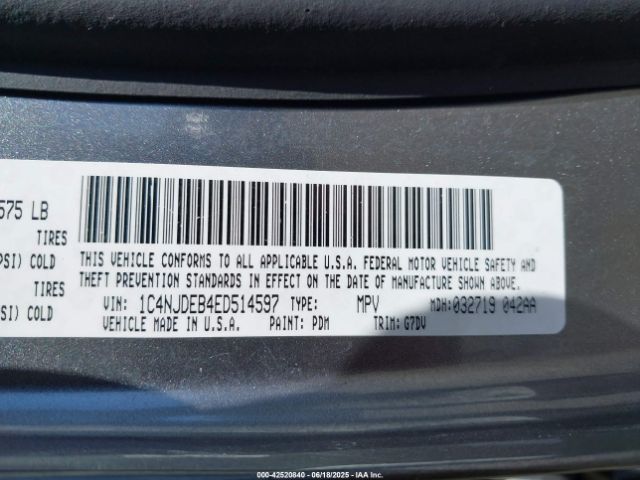 575 LB
TIRES
PSI) COLD
TIRES
SI) COLD
THIS VEHICLE CONFORMS TO ALL APPLICABLE U.S.A. FEDERAL MOTOR VEHICLE SAFETY AND
THEFT PREVENTION STANDARDS IN EFFECT ON THE DATE OF MANUFACTURE SHOWN ABOVE.
VIN: 1C4NJDEB4ED514597 TYPE: MPV MDH:032719 042AA
VEHICLE MADE IN U.S.A. PAINT: PDM TRIM: G7DV
000-42520840 - 06/18/2025 - IAA Inc.